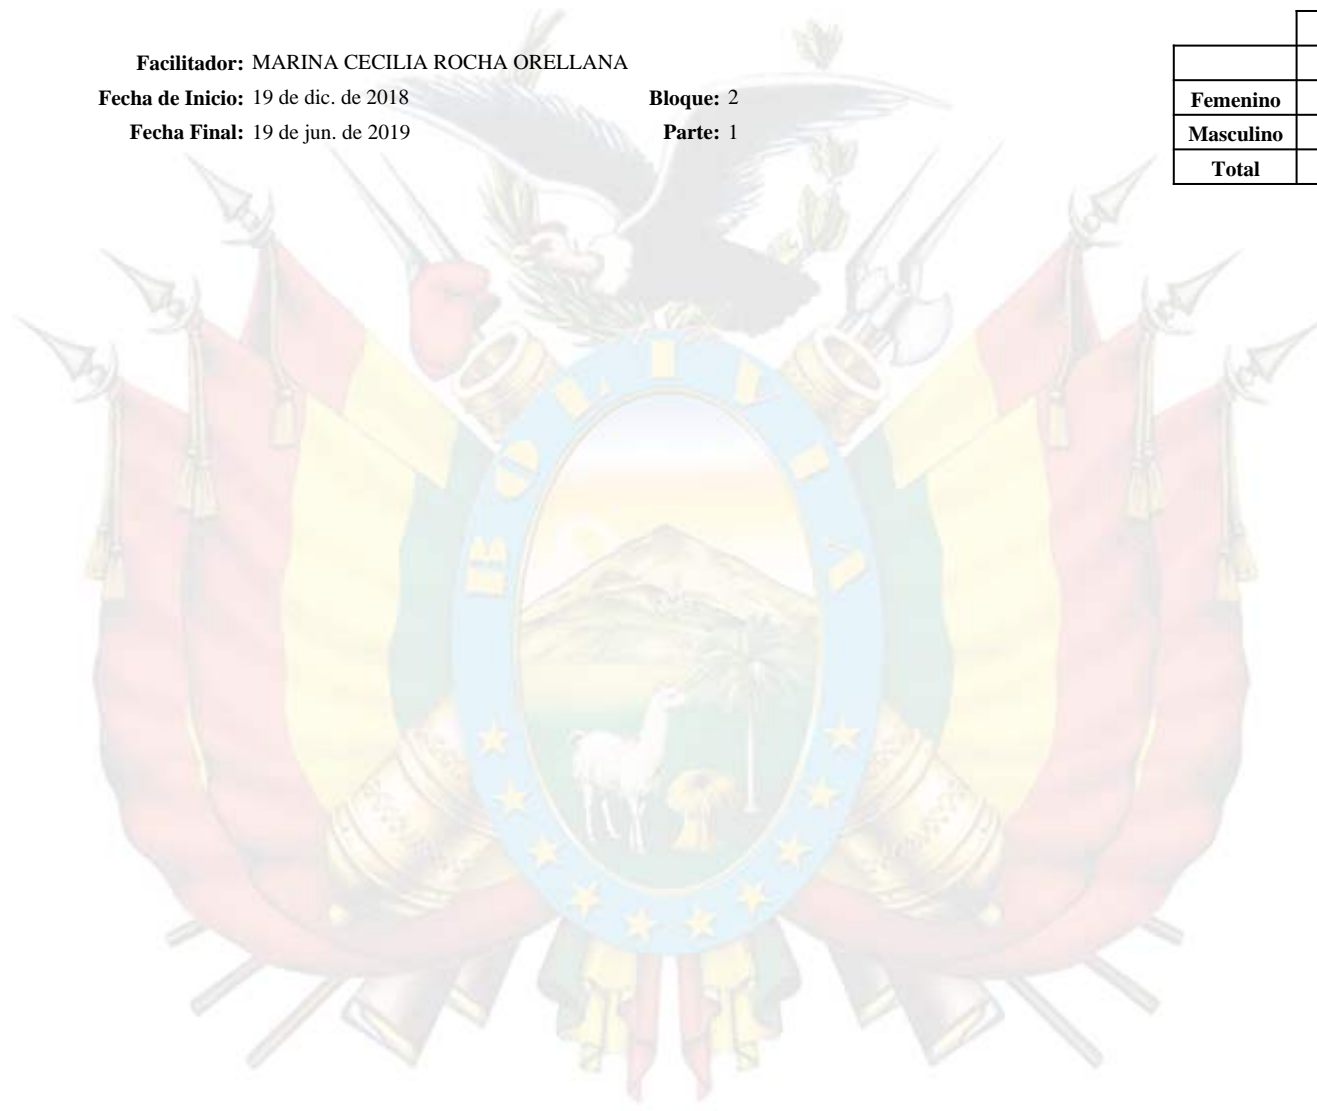 Facilitador: MARINA CECILIA ROCHA ORELLANA
Fecha de Inicio: 19 de dic. de 2018 Bloque: 2
Fecha Final: 19 de jun. de 2019 Parte: 1
Femenino
Masculino
Total
BOLIVIA